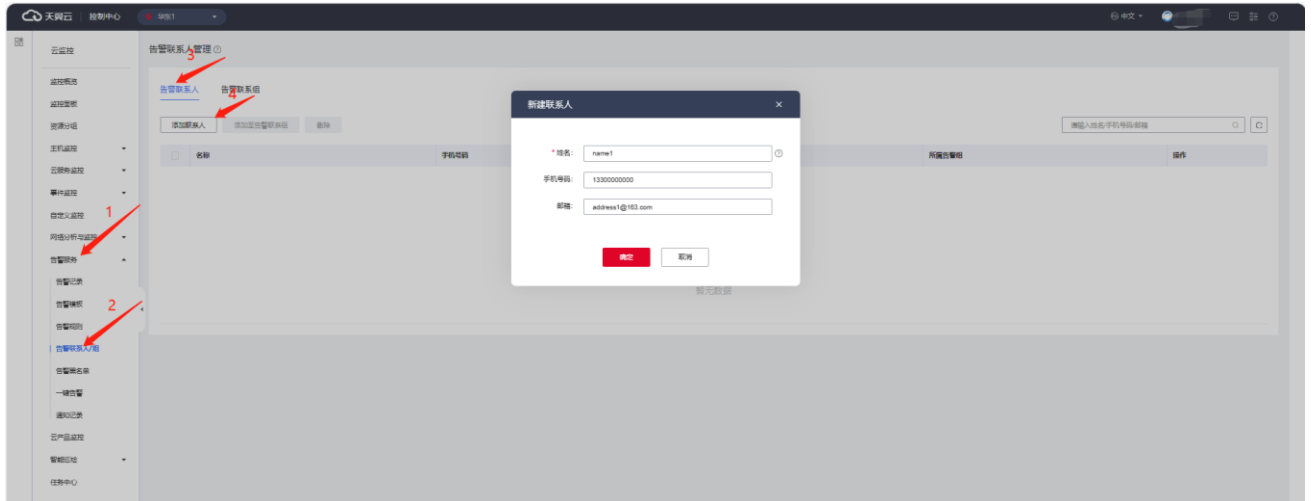 天翼云 控制中心
中文
云监控
告警联系人管理
3
监控概览
监控面板
资源分组
主机监控
云服务监控
事件监控
自定义监控
1
网络分析与监控
告警服务
告警记录
告警模板
2
告警规则
告警联系人/组
告警黑名单
一键告警
通知记录
云产品监控
智能巡检
任务中心
告警联系人 告警联系组
4
添加联系人 添加至告警联系组 删除
请输入姓名/手机号码/邮箱
名称 手机号码 所属告警组 操作
暂无数据
新建联系人
* 姓名: name1
手机号码: 13300000000
邮箱: address1@163.com
确定 取消